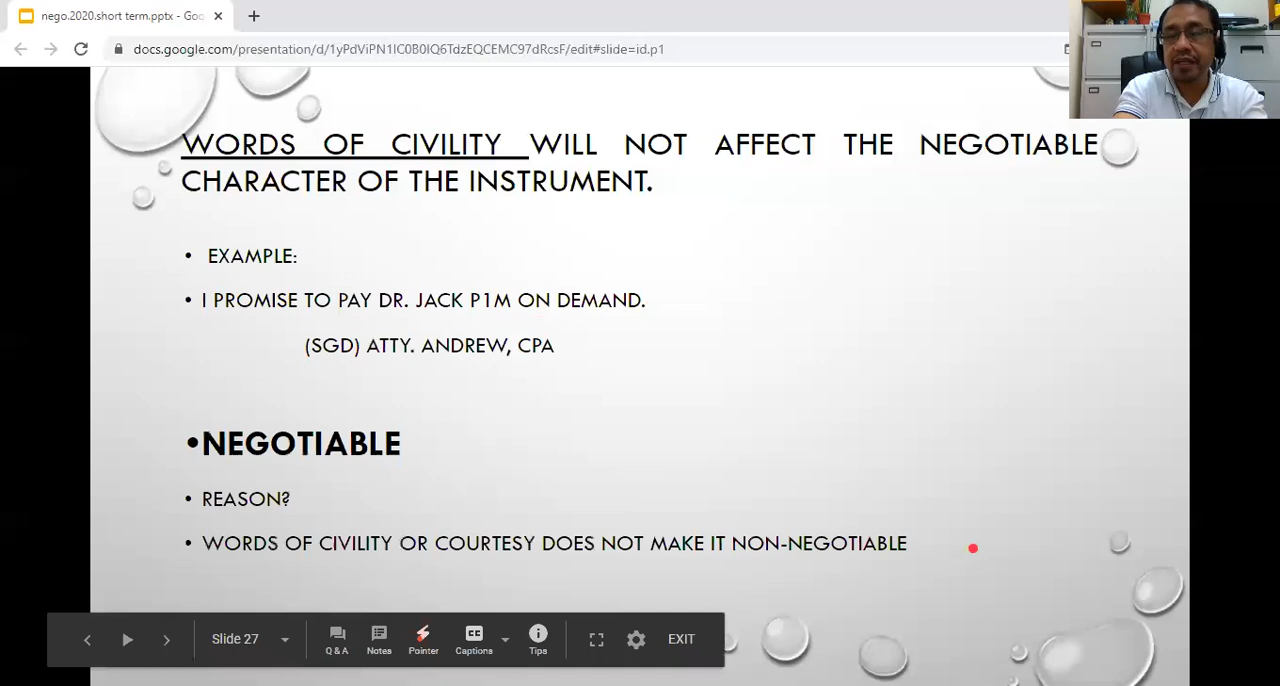 nego.2020.short term.pptx - Goo
docs.google.com/presentation/d/1yPdViPN1lC0B0IQ6TdzEQCEMC97dRcsF/edit#slide=id.p1
WORDS OF CIVILITY WILL NOT AFFECT THE NEGOTIABLE
CHARACTER OF THE INSTRUMENT.
• EXAMPLE:
• I PROMISE TO PAY DR. JACK P1M ON DEMAND.
(SGD) ATTY. ANDREW, CPA
•NEGOTIABLE
• REASON?
• WORDS OF CIVILITY OR COURTESY DOES NOT MAKE IT NON-NEGOTIABLE
Slide 27
Q & A
Notes
Pointer
Captions
Tips
EXIT